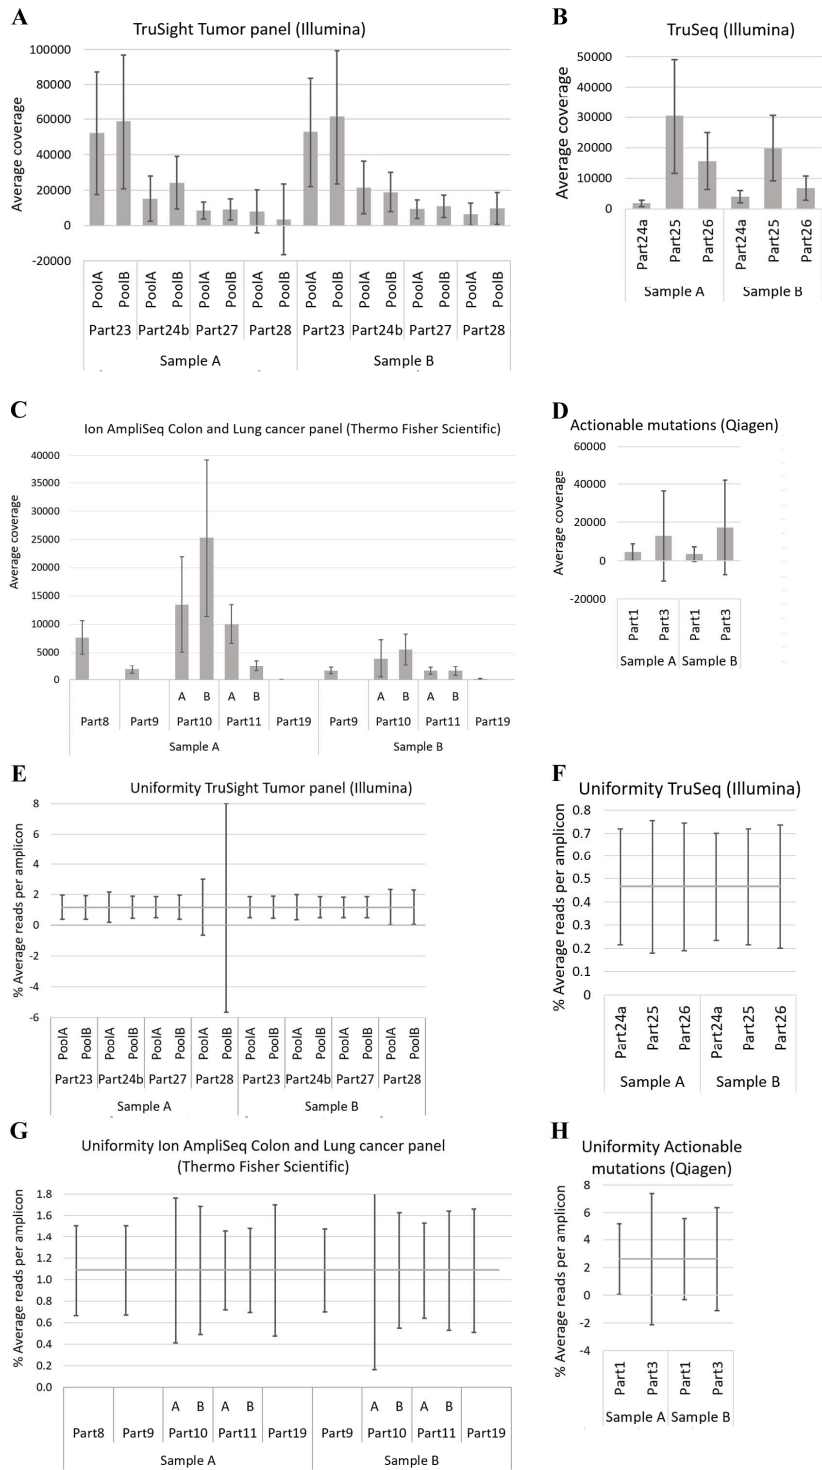 A
TruSight Tumor panel (Illumina)
Average coverage
100000
80000
60000
40000
20000
0
-20000
PoolA PoolB PoolA PoolB PoolA PoolB PoolA PoolB PoolA PoolB PoolA PoolB PoolA PoolB PoolA PoolB
Part23 Part24b Part27 Part28 Part23 Part24b Part27 Part28
Sample A Sample B
B
TruSeq (Illumina)
Average coverage
50000
40000
30000
20000
10000
0
Part24a Part25 Part26 Part24a Part25 Part26
Sample A Sample B
C
Ion AmpliSeq Colon and Lung cancer panel (Thermo Fisher Scientific)
Average coverage
40000
35000
30000
25000
20000
15000
10000
5000
0
A B A B A B A B
Part8 Part9 Part10 Part11 Part19 Part9 Part10 Part11 Part19
Sample A Sample B
D
Actionable mutations (Qiagen)
Average coverage
60000
40000
20000
0
-20000
Part1 Part3 Part1 Part3
Sample A Sample B
E
Uniformity TruSight Tumor panel (Illumina)
% Average reads per amplicon
8
6
4
2
0
-2
-4
-6
PoolA PoolB PoolA PoolB PoolA PoolB PoolA PoolB PoolA PoolB PoolA PoolB PoolA PoolB PoolA PoolB
Part23 Part24b Part27 Part28 Part23 Part24b Part27 Part28
Sample A Sample B
F
Uniformity TruSeq (Illumina)
% Average reads per amplicon
0.8
0.7
0.6
0.5
0.4
0.3
0.2
0.1
0
Part24a Part25 Part26 Part24a Part25 Part26
Sample A Sample B
G
Uniformity Ion AmpliSeq Colon and Lung cancer panel
(Thermo Fisher Scientific)
% Average reads per amplicon
1.8
1.6
1.4
1.2
1.0
0.8
0.6
0.4
0.2
0.0
A B A B A B A B
Part8 Part9 Part10 Part11 Part19 Part9 Part10 Part11 Part19
Sample A Sample B
H
Uniformity Actionable
mutations (Qiagen)
% Average reads per amplicon
8
6
4
2
0
-2
-4
Part1 Part3 Part1 Part3
Sample A Sample B